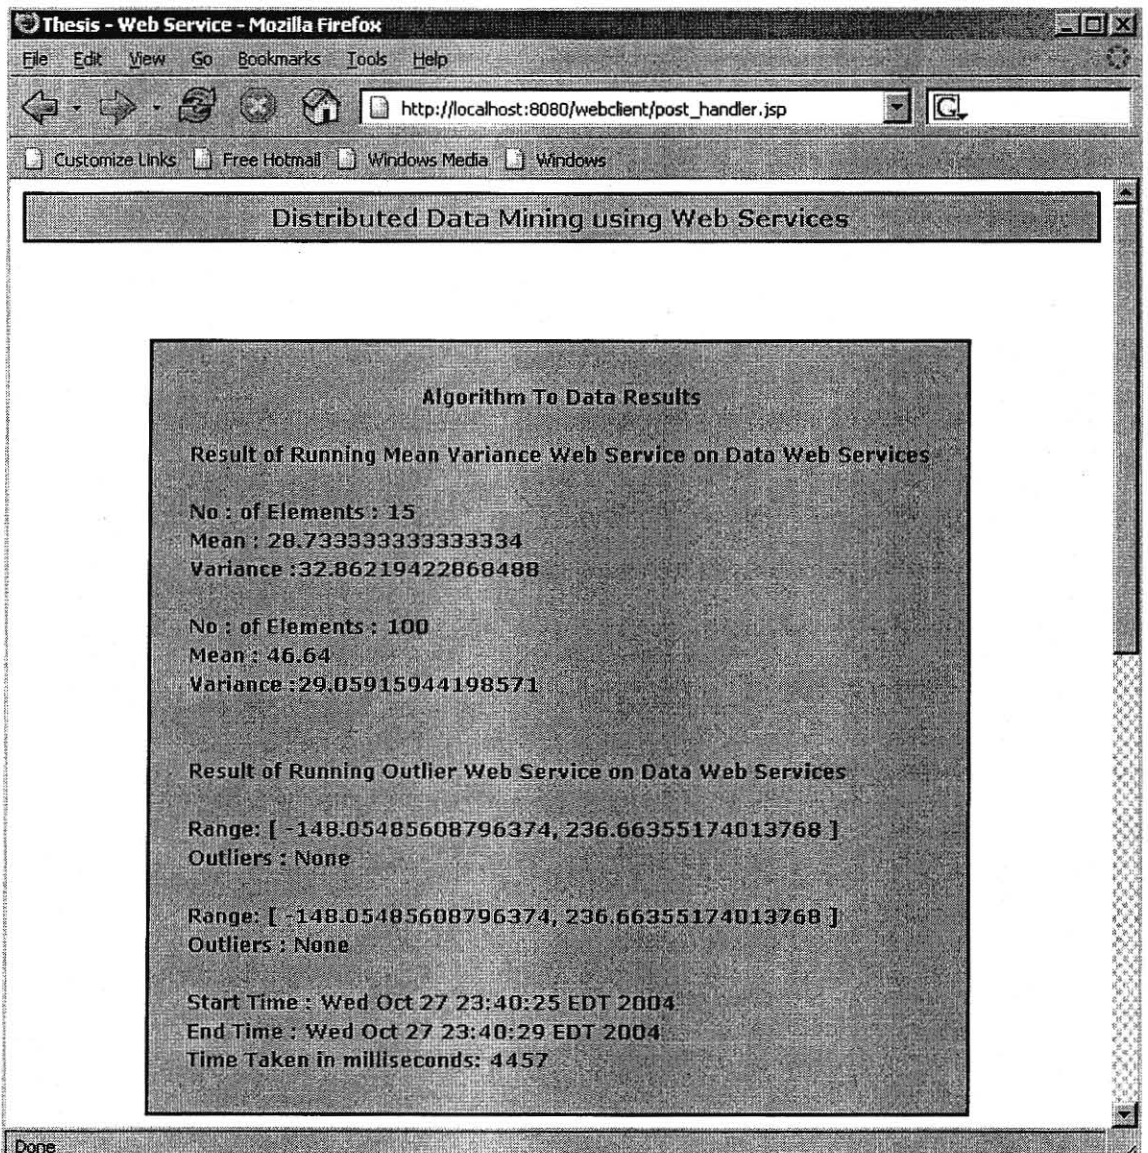 Thesis - Web Service - Mozilla Firefox
File Edit View Go Bookmarks Tools Help
http://localhost:8080/webclient/post_handler.jsp G
Customize Links Free Hotmail Windows Media Windows
Distributed Data Mining using Web Services
Algorithm To Data Results
Result of Running Mean Variance Web Service on Data Web Services
No : of Elements : 15
Mean : 28.733333333333334
Variance :32.86219422868488
No : of Elements : 100
Mean : 46.64
Variance :29.05915944198571
Result of Running Outlier Web Service on Data Web Services
Range: [ -148.05485608796374, 236.66355174013768 ]
Outliers : None
Range: [ -148.05485608796374, 236.66355174013768 ]
Outliers : None
Start Time : Wed Oct 27 23:40:25 EDT 2004
End Time : Wed Oct 27 23:40:29 EDT 2004
Time Taken in milliseconds: 4457
Done